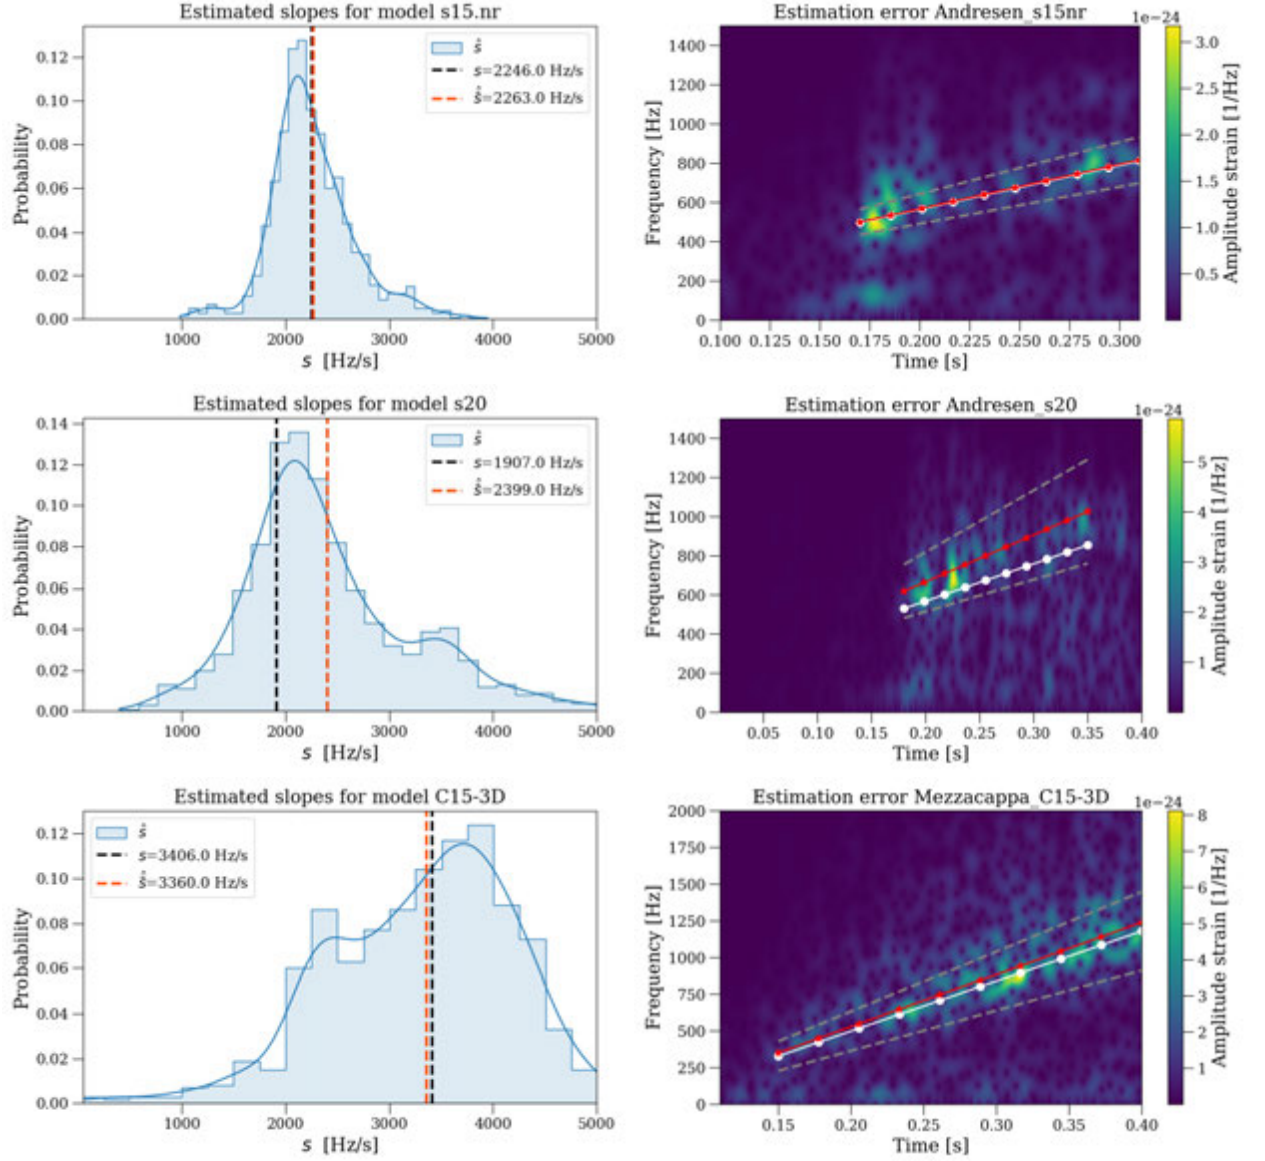 Estimated slopes for model s15.nr
0.12
0.10
0.08
0.06
0.04
0.02
0.00
Probability
1000 2000 3000 4000 5000
s [Hz/s]
ŝ
s=2246.0 Hz/s
ŝ̄=2263.0 Hz/s
Estimation error Andresen_s15nr
1e−24
1400
1200
1000
800
600
400
200
0
Frequency [Hz]
0.100 0.125 0.150 0.175 0.200 0.225 0.250 0.275 0.300
Time [s]
3.0
2.5
2.0
1.5
1.0
0.5
Amplitude strain [1/Hz]
Estimated slopes for model s20
0.14
0.12
0.10
0.08
0.06
0.04
0.02
0.00
Probability
1000 2000 3000 4000 5000
s [Hz/s]
ŝ
s=1907.0 Hz/s
ŝ̄=2399.0 Hz/s
Estimation error Andresen_s20
1e−24
1400
1200
1000
800
600
400
200
0
Frequency [Hz]
0.05 0.10 0.15 0.20 0.25 0.30 0.35 0.40
Time [s]
5
4
3
2
1
Amplitude strain [1/Hz]
Estimated slopes for model C15-3D
0.12
0.10
0.08
0.06
0.04
0.02
0.00
Probability
1000 2000 3000 4000 5000
s [Hz/s]
ŝ
s=3406.0 Hz/s
ŝ̄=3360.0 Hz/s
Estimation error Mezzacappa_C15-3D
1e−24
2000
1750
1500
1250
1000
750
500
250
0
Frequency [Hz]
0.15 0.20 0.25 0.30 0.35 0.40
Time [s]
8
7
6
5
4
3
2
1
Amplitude strain [1/Hz]